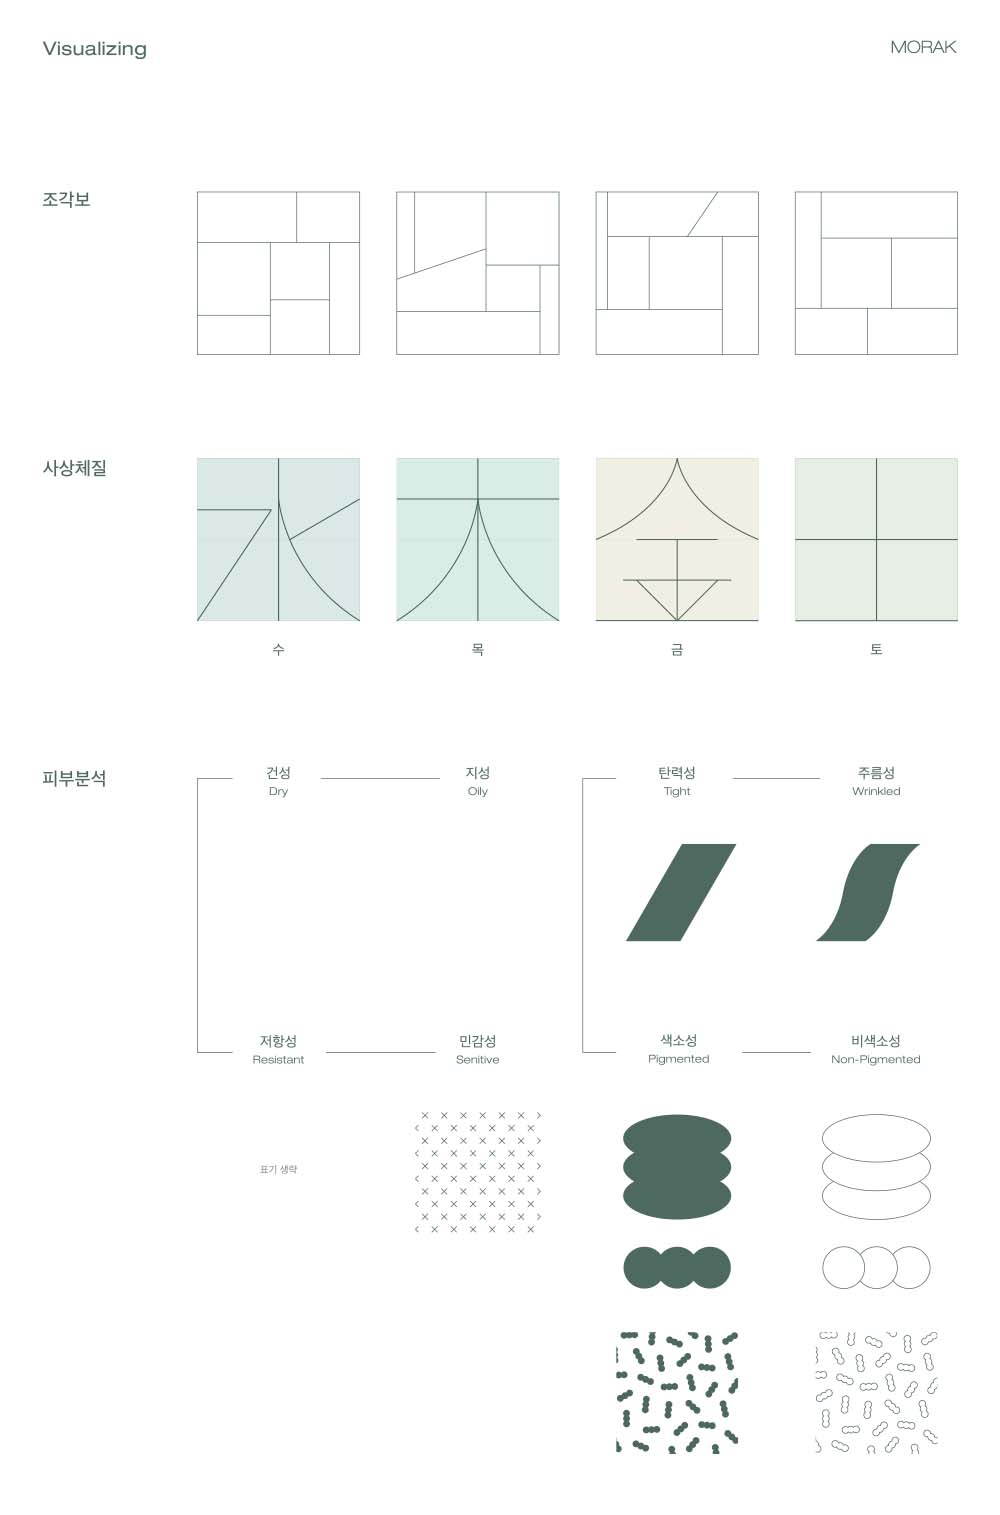 Visualizing
MORAK
조각보
사상체질
수
목
금
토
피부분석
건성
Dry
지성
Oily
탄력성
Tight
주름성
Wrinkled
저항성
Resistant
민감성
Senitive
색소성
Pigmented
비색소성
Non-Pigmented
표기 생략